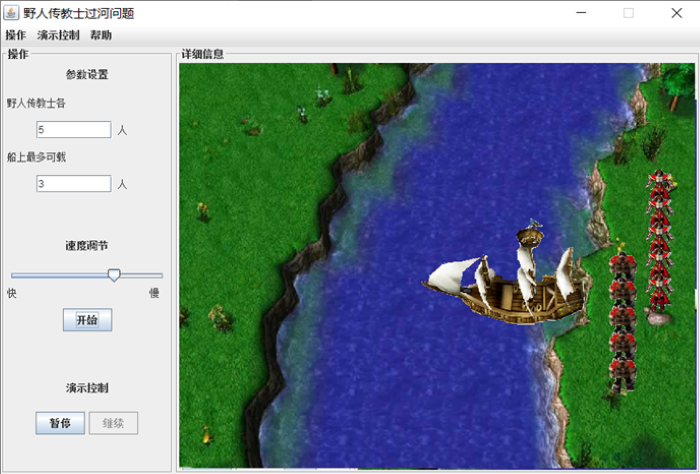 野人传教士过河问题
操作 演示控制 帮助
操作
参数设置
野人传教士各
5 人
船上最多可载
3 人
速度调节
快 慢
开始
演示控制
暂停 继续
详细信息